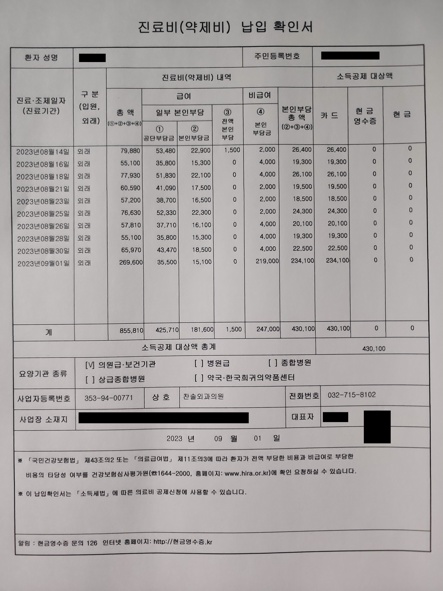 진료비(약제비) 납입 확인서
환자 성명 주민등록번호
진료·조제일자 (진료기간) 구 분 (입원, 외래) 진료비(약제비) 내역 소득공제 대상액
급여 비급여
총 액 (①+②+③+④) 일부 본인부담 ③ 전액 본인 부담 ④ 본인 부담금 본인부담 총 액 (②+③+④) 카 드 현 금 영수증 현 금
① 공단부담금 ② 본인부담금
2023년08월14일 외래 79,880 53,480 22,900 1,500 2,000 26,400 26,400 0 0
2023년08월16일 외래 55,100 35,800 15,300 0 4,000 19,300 19,300 0 0
2023년08월18일 외래 77,930 51,830 22,100 0 4,000 26,100 26,100 0 0
2023년08월21일 외래 60,590 41,090 17,500 0 2,000 19,500 19,500 0 0
2023년08월23일 외래 57,200 38,700 16,500 0 2,000 18,500 18,500 0 0
2023년08월25일 외래 76,630 52,330 22,300 0 2,000 24,300 24,300 0 0
2023년08월26일 외래 57,810 37,710 16,100 0 4,000 20,100 20,100 0 0
2023년08월28일 외래 55,100 35,800 15,300 0 4,000 19,300 19,300 0 0
2023년08월30일 외래 65,970 43,470 18,500 0 4,000 22,500 22,500 0 0
2023년09월01일 외래 269,600 35,500 15,100 0 219,000 234,100 234,100 0 0
계 855,810 425,710 181,600 1,500 247,000 430,100 430,100 0 0
소득공제 대상액 총계 430,100
요양기관 종류 [V] 의원급·보건기관 [ ] 병원급 [ ] 종합병원
[ ] 상급종합병원 [ ] 약국·한국희귀의약품센터
사업자등록번호 353-94-00771 상 호 잔술외과의원 전화번호 032-715-8102
사업장 소재지 대표자
2023 년 09 월 01 일
※ 「국민건강보험법」 제43조의2 또는 「의료급여법」 제11조의3에 따라 환자가 전액 부담한 비용과 비급여로 부담한
비용의 타당성 여부를 건강보험심사평가원(☎1644-2000, 홈페이지: www.hira.or.kr)에 확인 요청하실 수 있습니다.
※ 이 납입확인서는 「소득세법」에 따른 의료비 공제신청에 사용할 수 있습니다.
알림 : 현금영수증 문의 126 인터넷 홈페이지: http://현금영수증.kr